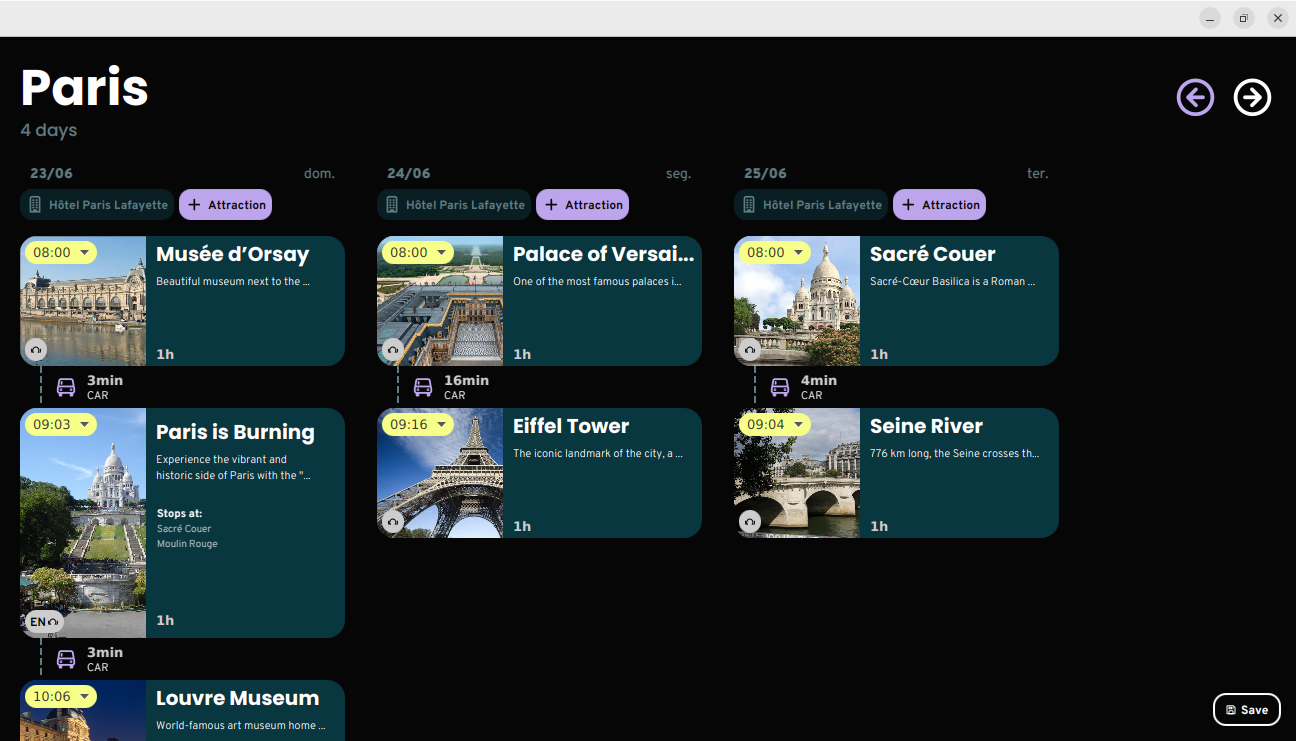 Paris
4 days
23/06 dom.
Hôtel Paris Lafayette + Attraction
08:00
Musée d’Orsay
Beautiful museum next to the ...
1h
3min
CAR
09:03
Paris is Burning
Experience the vibrant and
historic side of Paris with the "...
Stops at:
Sacré Couer
Moulin Rouge
EN
1h
3min
CAR
10:06
Louvre Museum
World-famous art museum home ...
24/06 seg.
Hôtel Paris Lafayette + Attraction
08:00
Palace of Versai...
One of the most famous palaces i...
1h
16min
CAR
09:16
Eiffel Tower
The iconic landmark of the city, a ...
1h
25/06 ter.
Hôtel Paris Lafayette + Attraction
08:00
Sacré Couer
Sacré-Cœur Basilica is a Roman ...
1h
4min
CAR
09:04
Seine River
776 km long, the Seine crosses th...
1h
Save